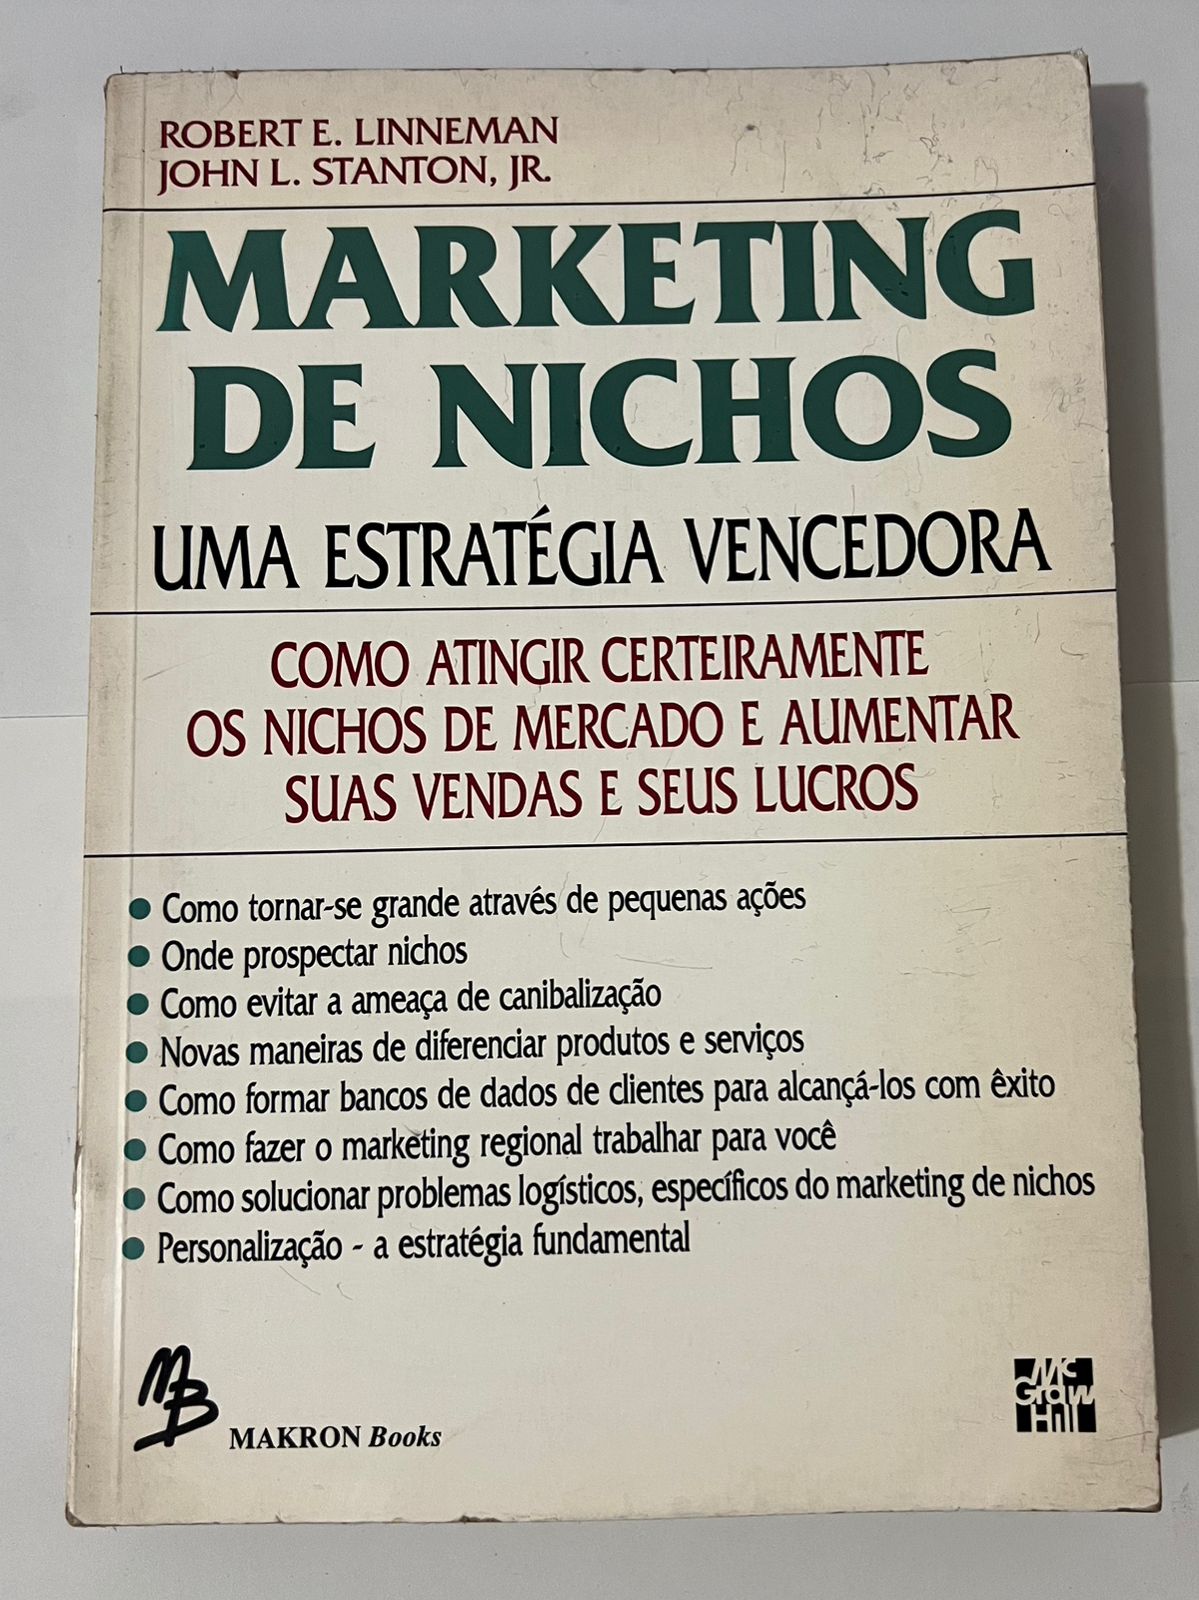 ROBERT E. LINNEMAN
JOHN L. STANTON, JR.
MARKETING
DE NICHOS
UMA ESTRATÉGIA VENCEDORA
COMO ATINGIR CERTEIRAMENTE
OS NICHOS DE MERCADO E AUMENTAR
SUAS VENDAS E SEUS LUCROS
• Como tornar-se grande através de pequenas ações
• Onde prospectar nichos
• Como evitar a ameaça de canibalização
• Novas maneiras de diferenciar produtos e serviços
• Como formar bancos de dados de clientes para alcançá-los com êxito
• Como fazer o marketing regional trabalhar para você
• Como solucionar problemas logísticos, específicos do marketing de nichos
• Personalização - a estratégia fundamental
MB
MAKRON Books
Mc
Graw
Hill